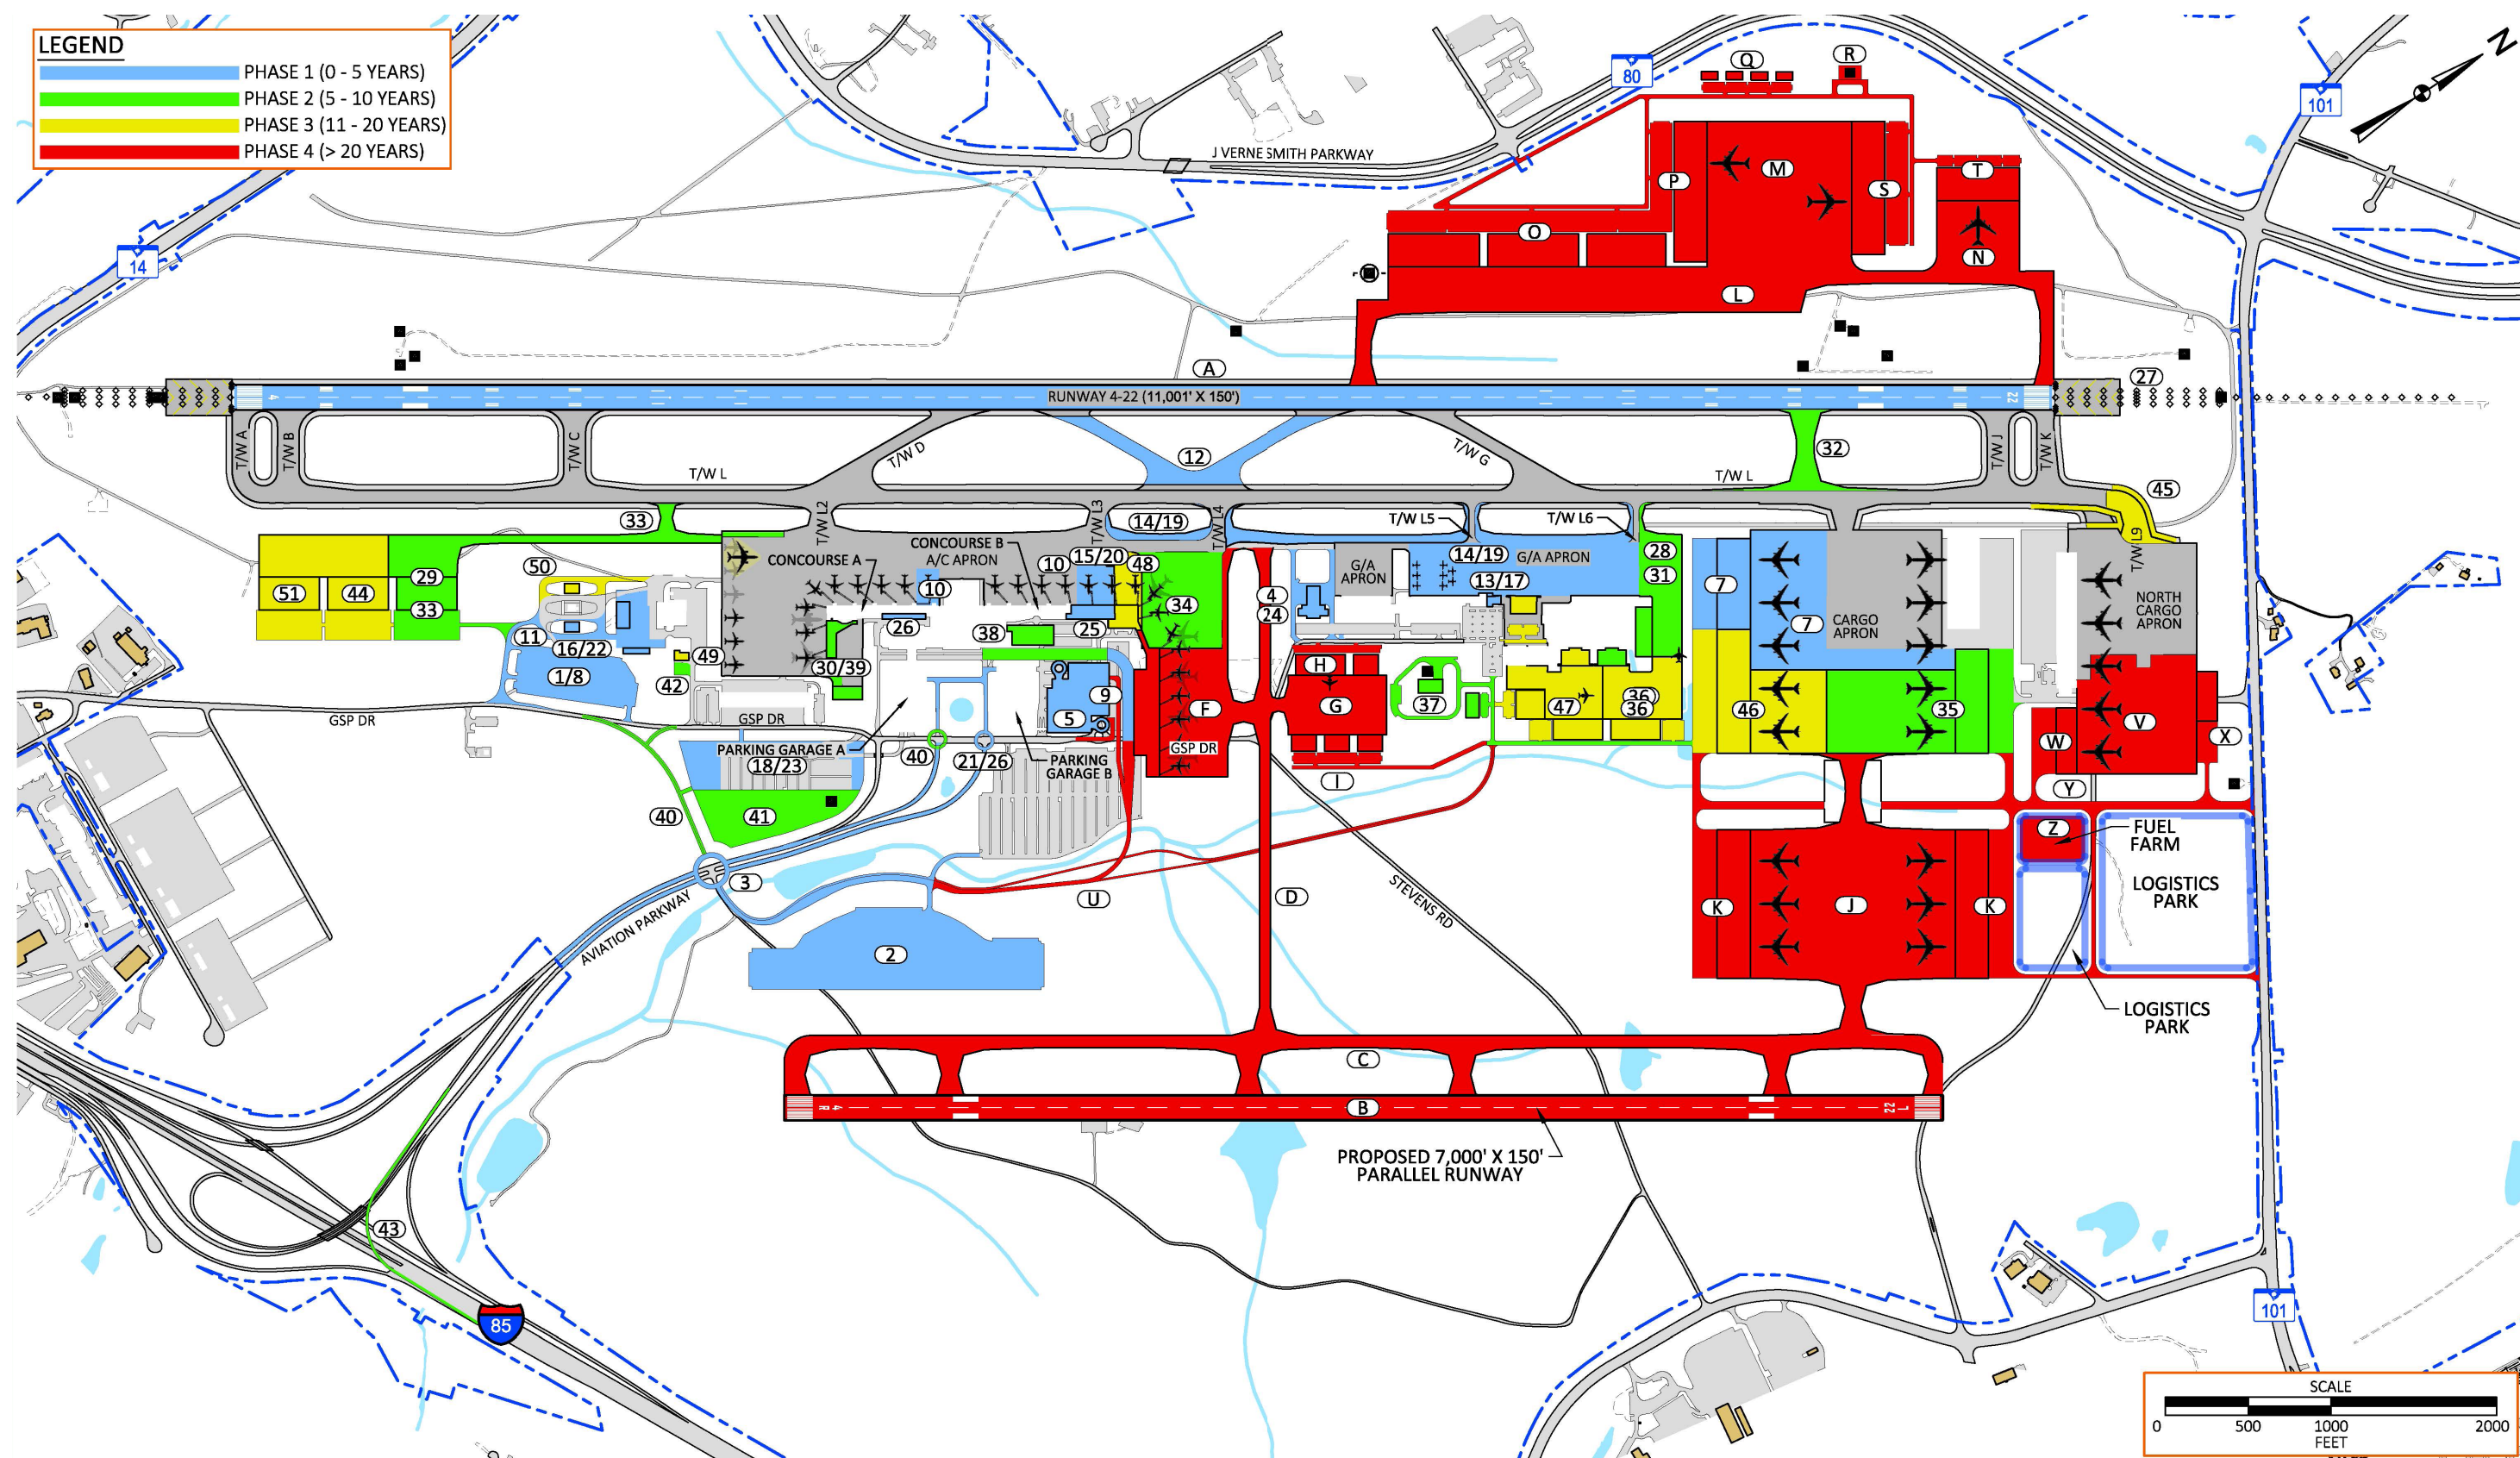 LEGEND
PHASE 1 (0 - 5 YEARS)
PHASE 2 (5 - 10 YEARS)
PHASE 3 (11 - 20 YEARS)
PHASE 4 (> 20 YEARS)
N
80
101
14
J VERNE SMITH PARKWAY
Q
R
P
M
S
T
O
N
L
A
27
RUNWAY 4-22 (11,001' X 150')
4
22
T/W A
T/W B
T/W C
T/W L
T/W D
12
T/W G
T/W L
32
T/W J
T/W K
45
33
T/W L2
T/W L3
14/19
T/W L4
T/W L5
T/W L6
T/W L9
CONCOURSE A
CONCOURSE B
A/C APRON
10
15/20
48
14/19
G/A APRON
28
31
G/A
APRON
13/17
51
44
29
33
50
10
34
4
24
7
7
CARGO
APRON
NORTH
CARGO
APRON
11
16/22
26
38
25
1/8
49
42
30/39
9
5
H
G
F
37
47
36
36
46
35
W
V
X
GSP DR
GSP DR
GSP DR
PARKING GARAGE A
18/23
40
21/26
PARKING
GARAGE B
I
Y
40
41
Z
FUEL
FARM
3
U
D
STEVENS RD
K
J
K
LOGISTICS
PARK
AVIATION PARKWAY
2
LOGISTICS
PARK
C
4
R
B
22
L
PROPOSED 7,000' X 150'
PARALLEL RUNWAY
43
85
101
SCALE
0 500 1000 2000
FEET